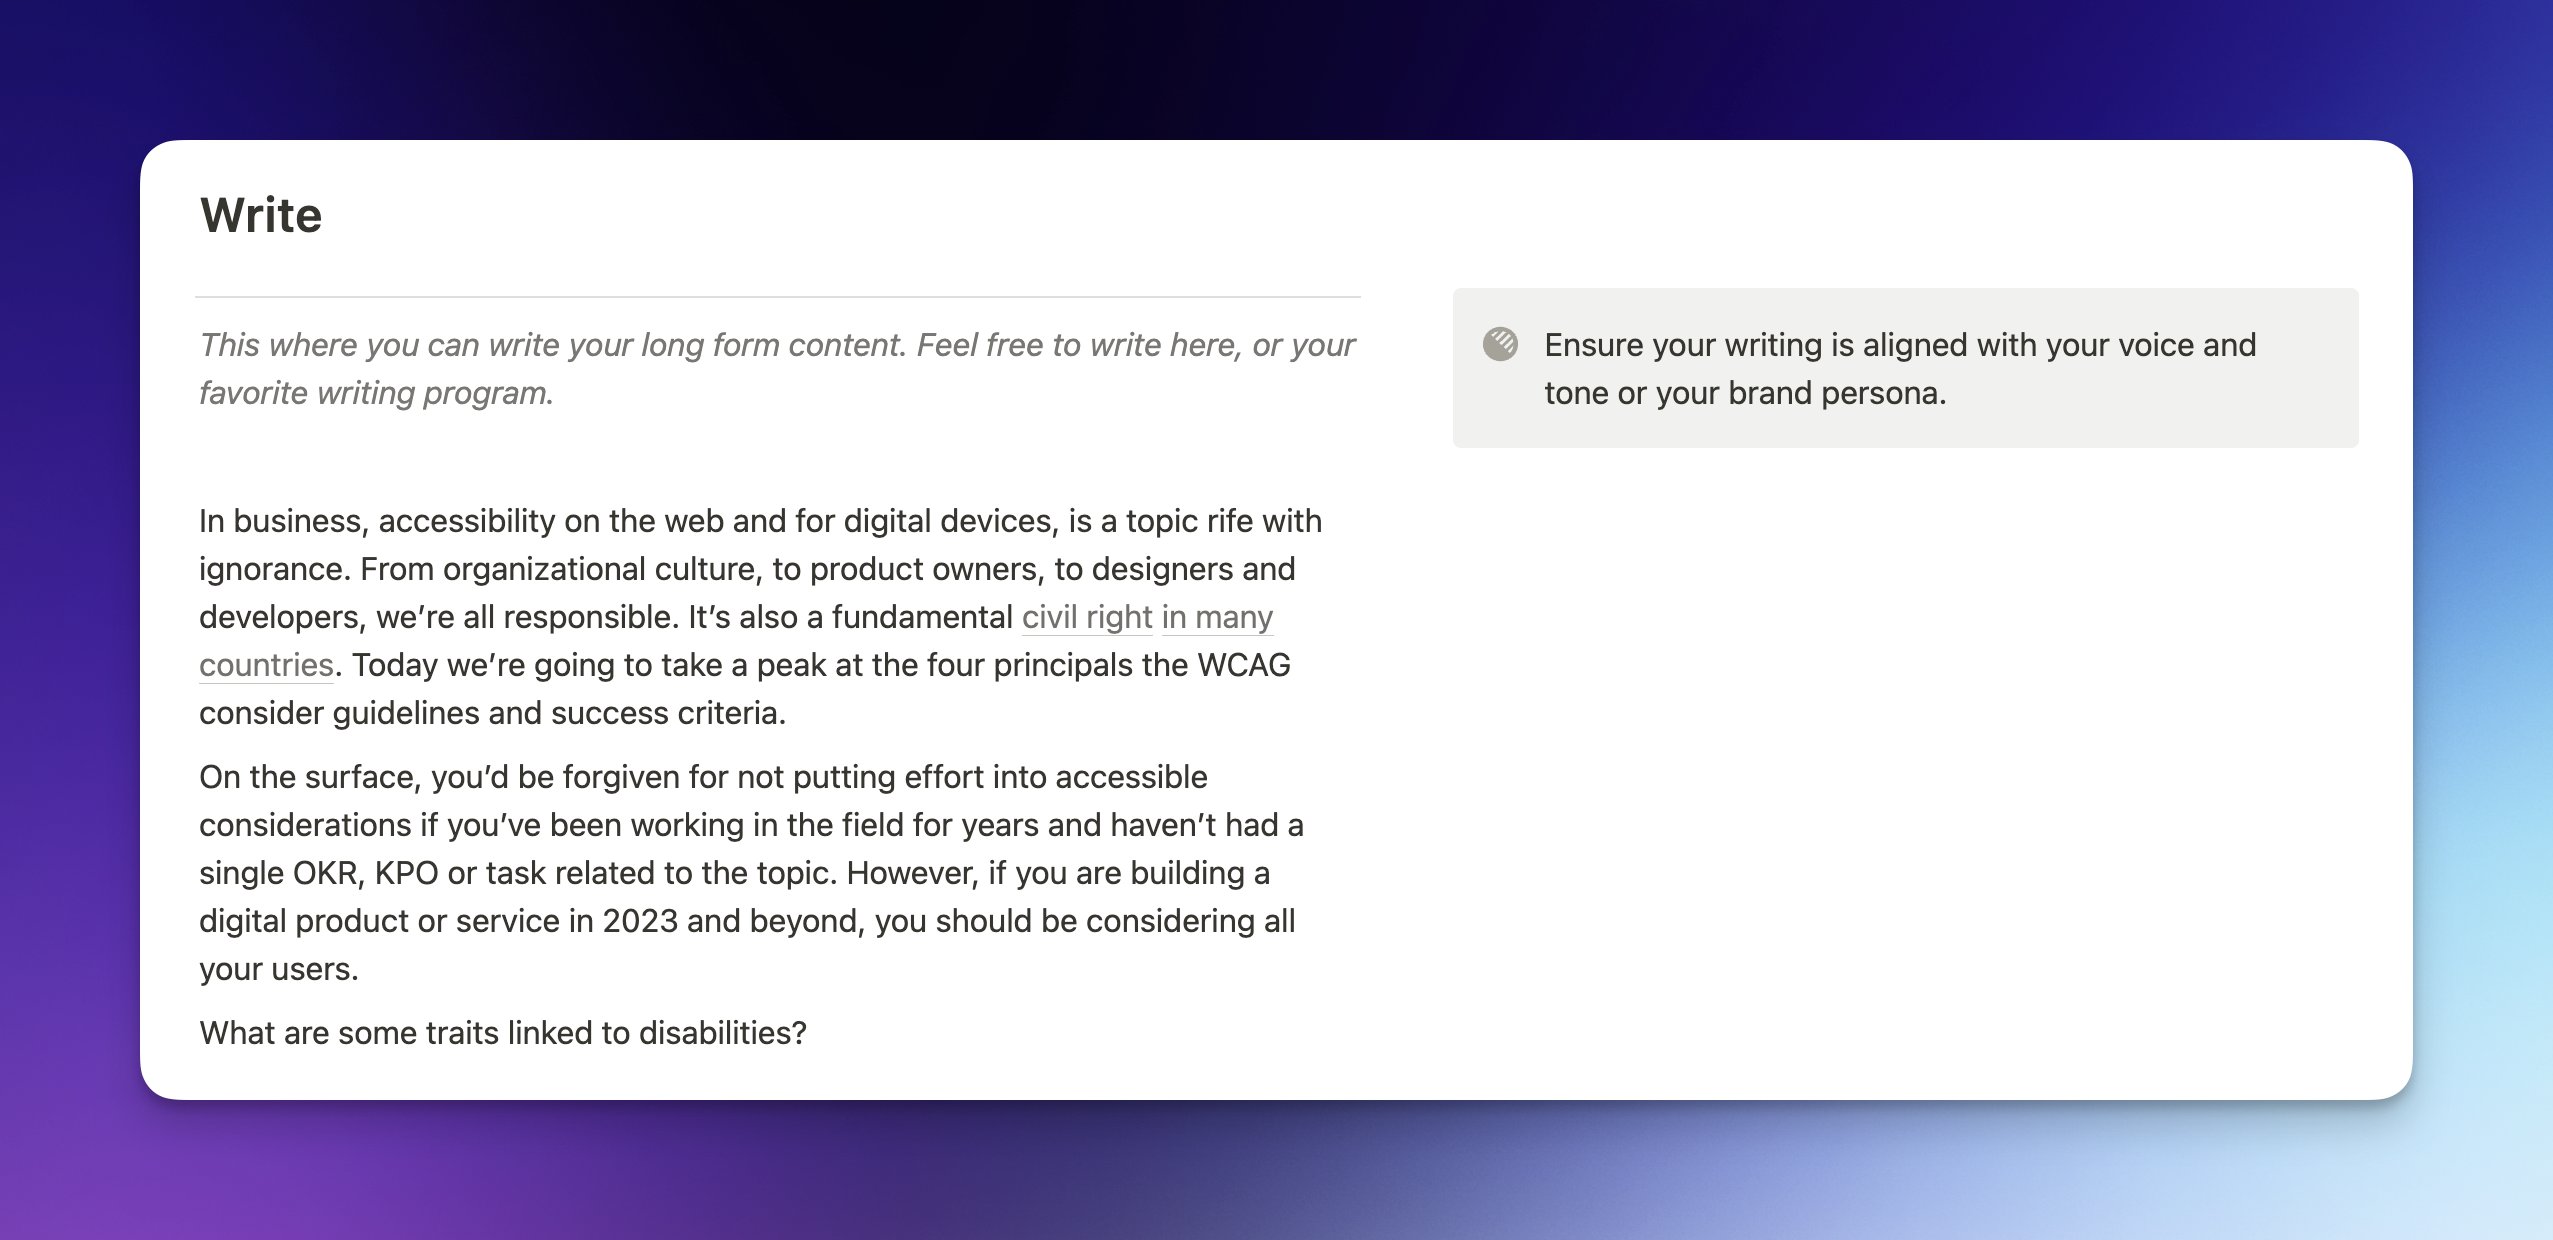 Write
This where you can write your long form content. Feel free to write here, or your
favorite writing program.
Ensure your writing is aligned with your voice and
tone or your brand persona.
In business, accessibility on the web and for digital devices, is a topic rife with
ignorance. From organizational culture, to product owners, to designers and
developers, we’re all responsible. It’s also a fundamental civil right in many
countries. Today we’re going to take a peak at the four principals the WCAG
consider guidelines and success criteria.
On the surface, you’d be forgiven for not putting effort into accessible
considerations if you’ve been working in the field for years and haven’t had a
single OKR, KPO or task related to the topic. However, if you are building a
digital product or service in 2023 and beyond, you should be considering all
your users.
What are some traits linked to disabilities?